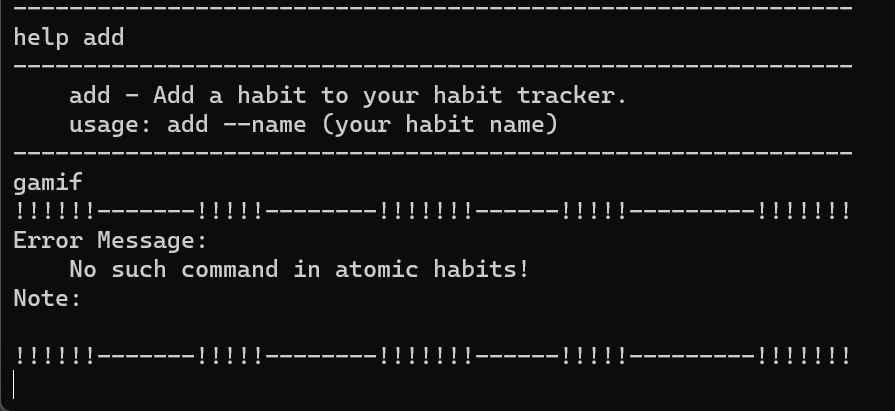 ------------------------------------------------------------
help add
------------------------------------------------------------
    add - Add a habit to your habit tracker.
    usage: add --name (your habit name)
------------------------------------------------------------
gamif
!!!!!!-------!!!!!--------!!!!!!!------!!!!!---------!!!!!!!
Error Message:
    No such command in atomic habits!
Note:

!!!!!!-------!!!!!--------!!!!!!!------!!!!!---------!!!!!!!